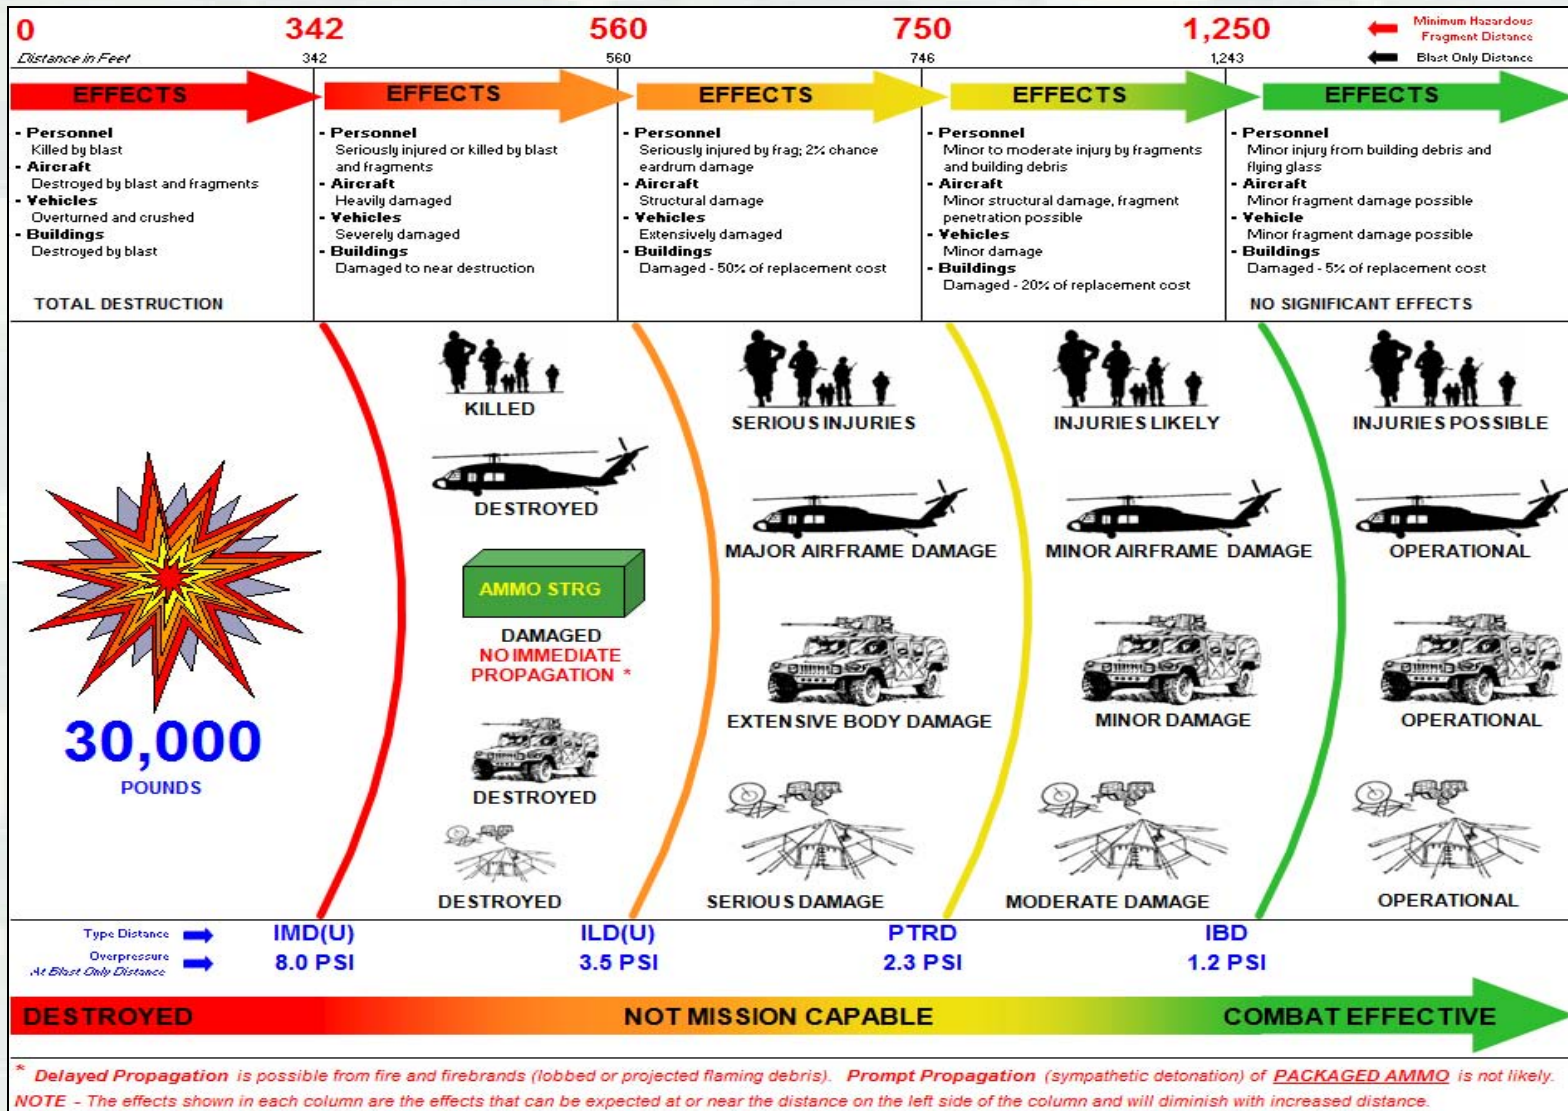 0 342 560 750 1,250 Minimum Hazardous
Fragment Distance
Distance in Feet 342 560 746 1,243 Blast Only Distance
EFFECTS EFFECTS EFFECTS EFFECTS EFFECTS
- Personnel
Killed by blast
- Aircraft
Destroyed by blast and fragments
- Vehicles
Overturned and crushed
- Buildings
Destroyed by blast
TOTAL DESTRUCTION
- Personnel
Seriously injured or killed by blast
and fragments
- Aircraft
Heavily damaged
- Vehicles
Severely damaged
- Buildings
Damaged to near destruction
- Personnel
Seriously injured by frag; 2% chance
eardrum damage
- Aircraft
Structural damage
- Vehicles
Extensively damaged
- Buildings
Damaged - 50% of replacement cost
- Personnel
Minor to moderate injury by fragments
and building debris
- Aircraft
Minor structural damage, fragment
penetration possible
- Vehicles
Minor damage
- Buildings
Damaged - 20% of replacement cost
- Personnel
Minor injury from building debris and
flying glass
- Aircraft
Minor fragment damage possible
- Vehicle
Minor fragment damage possible
- Buildings
Damaged - 5% of replacement cost
NO SIGNIFICANT EFFECTS
30,000
POUNDS
KILLED
DESTROYED
AMMO STRG
DAMAGED
NO IMMEDIATE
PROPAGATION *
DESTROYED
DESTROYED
SERIOUS INJURIES
MAJOR AIRFRAME DAMAGE
EXTENSIVE BODY DAMAGE
SERIOUS DAMAGE
INJURIES LIKELY
MINOR AIRFRAME DAMAGE
MINOR DAMAGE
MODERATE DAMAGE
INJURIES POSSIBLE
OPERATIONAL
OPERATIONAL
OPERATIONAL
Type Distance IMD(U) ILD(U) PTRD IBD
Overpressure
At Blast Only Distance 8.0 PSI 3.5 PSI 2.3 PSI 1.2 PSI
DESTROYED NOT MISSION CAPABLE COMBAT EFFECTIVE
* Delayed Propagation is possible from fire and firebrands (lobbed or projected flaming debris). Prompt Propagation (sympathetic detonation) of PACKAGED AMMO is not likely.
NOTE - The effects shown in each column are the effects that can be expected at or near the distance on the left side of the column and will diminish with increased distance.